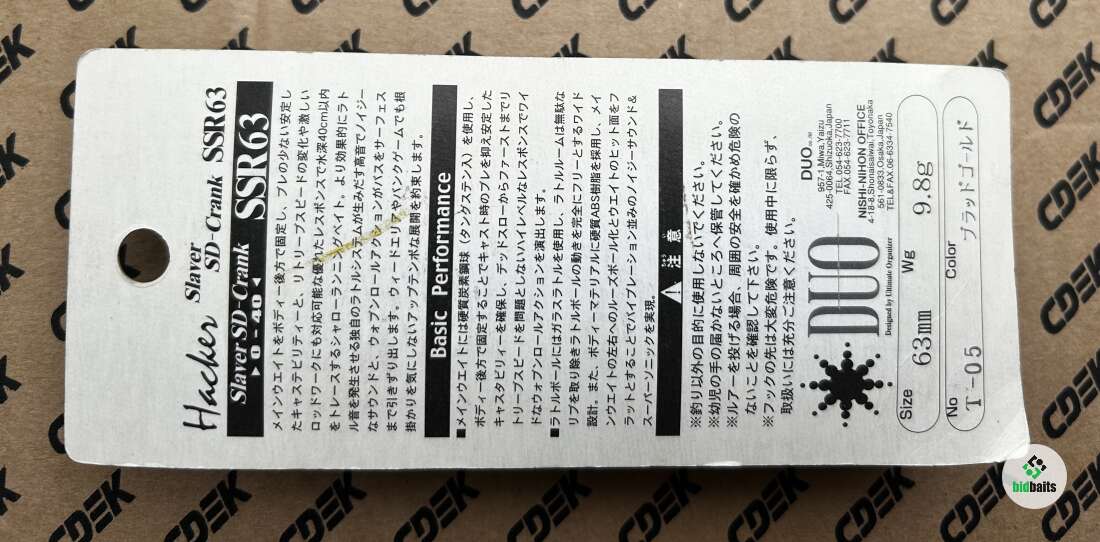 Hacker Slaver SD-Crank SSR63
Slaver SD-Crank SSR63
0 - 40
メインウエイトをボディー後方で固定し、ブレの少ない安定し
たキャスタビリティーと、リトリーブスピードの変化や激しい
ロッドワークにも対応可能な優れたレスポンスで水深40cm以内
をトレースするシャローランニングベイト。より効果的にラト
ル音を発生させる独自のラトルシステムが生みだす高音でノイジー
なサウンドと、ウォブンロールアクションがバスをサーフェス
まで引きずり出します。ウィードエリアやバンクゲームでも根
掛かりを気にしないアップテンポな展開を約束します。
Basic Performance
■メインウエイトには硬質炭素鋼球(タングステン入)を使用し、
ボディー後方で固定することでキャスト時のブレを抑え安定した
キャスタビリィーを確保し、デッドスローからファーストまでリ
トリーブスピードを問題としないハイレベルなレスポンスでワイ
ドなウォブンロールアクションを演出します。
■ラトルボールにはガラスラトルを使用し、ラトルルームは無駄な
リブを取り除きラトルボールの動きを完全にフリーとするワイド
設計。また、ボディーマテリアルに硬質ABS樹脂を採用し、メイ
ンウエイトの左右へのルーズホール化とウエイトのヒット面をフ
ラットとすることでバイブレーション並みのノイジーサウンド&
スーパーソニックを実現。
注 意
※釣り以外の目的に使用しないでください。
※幼児の手の届かないところへ保管してください。
※ルアーを投げる場合、周囲の安全を確かめ危険の
ないことを確認して下さい。
※フックの先は大変危険です。使用中に限らず、
取扱いには充分ご注意ください。
DUO
Designed by Ultimate Organizer
DUO CO.,ltd
957-1,Miwa,Yaizu
425-0064,Shizuoka,Japan
TEL 054-623-7700
FAX.054-623-7711
NISHI-NIHON OFFICE
4-18-8,Shonaisaiwai,Toyonaka
561-0833,Osaka,Japan
TEL&FAX.06-6334-7540
Size 63mm Wg 9.8g
No T-05 Color ブラッドゴールド
CDEK
bidbaits